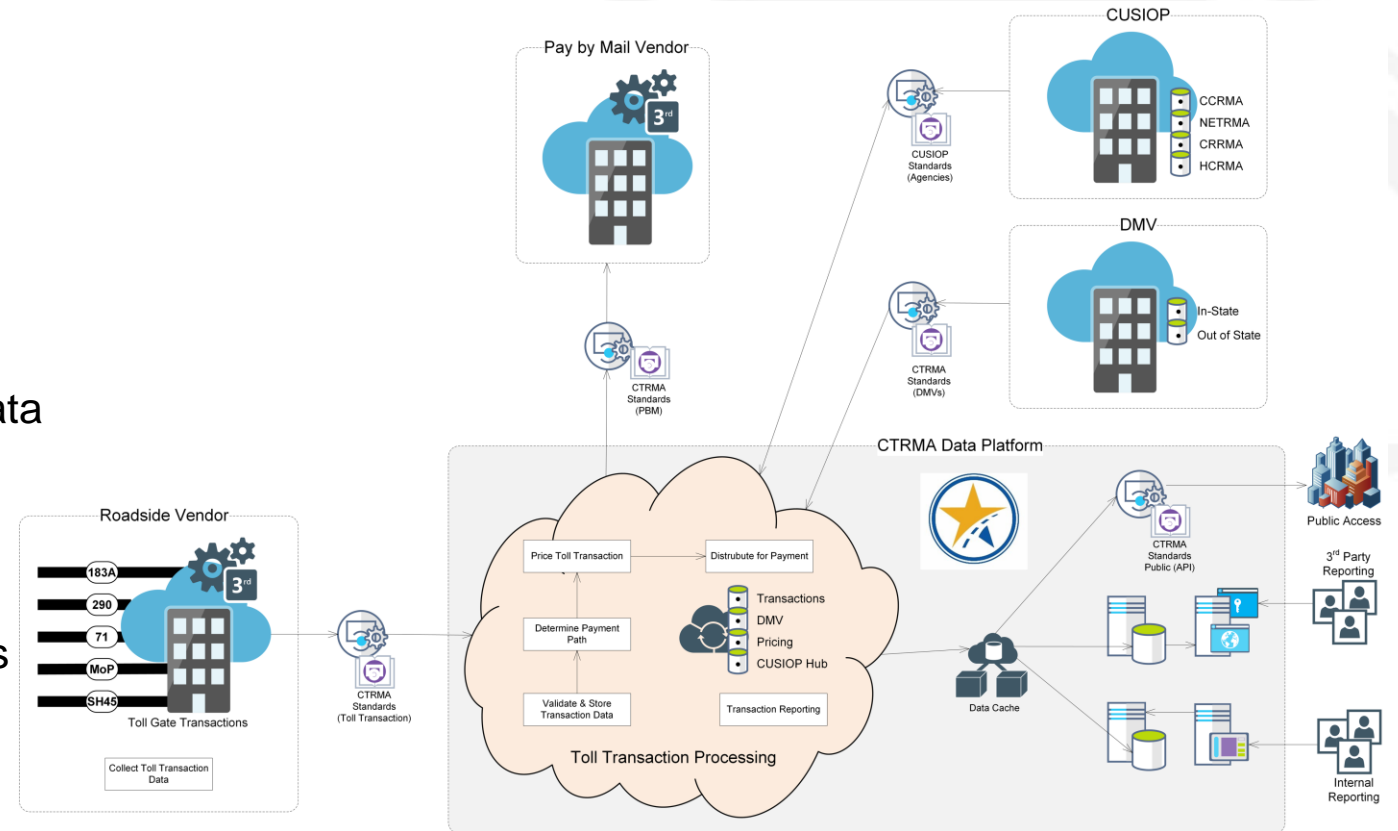 CUSIOP
CCRMA
NETRMA
CRRMA
HCRMA
CUSIOP
Standards
(Agencies)
Pay by Mail Vendor
3rd
DMV
In-State
Out of State
CTRMA
Standards
(DMVs)
CTRMA
Standards
(PBM)
ata
s
Roadside Vendor
183A
290
71
MoP
SH45
3rd
Toll Gate Transactions
Collect Toll Transaction
Data
CTRMA
Standards
(Toll Transaction)
CTRMA Data Platform
Price Toll Transaction
Distrubute for Payment
Determine Payment
Path
Validate & Store
Transaction Data
Transactions
DMV
Pricing
CUSIOP Hub
Transaction Reporting
Toll Transaction Processing
Data Cache
CTRMA
Standards
Public (API)
Public Access
3rd Party
Reporting
Internal
Reporting